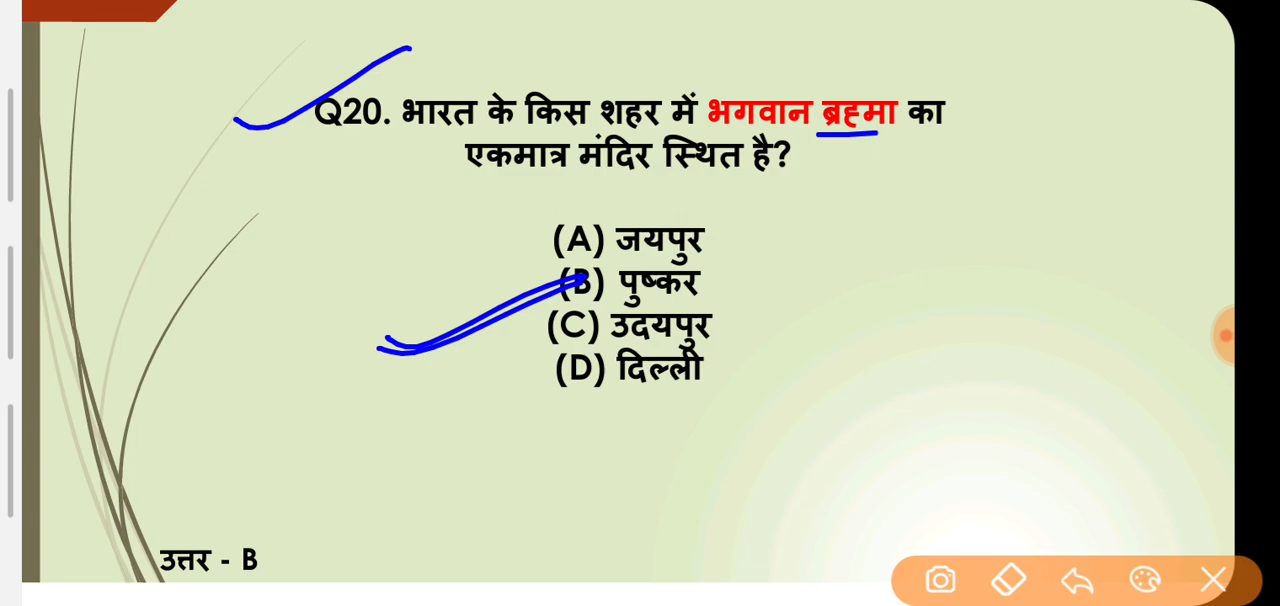 Q20. भारत के किस शहर में भगवान ब्रह्मा का
एकमात्र मंदिर स्थित है?
(A) जयपुर
(B) पुष्कर
(C) उदयपुर
(D) दिल्ली
उत्तर - B